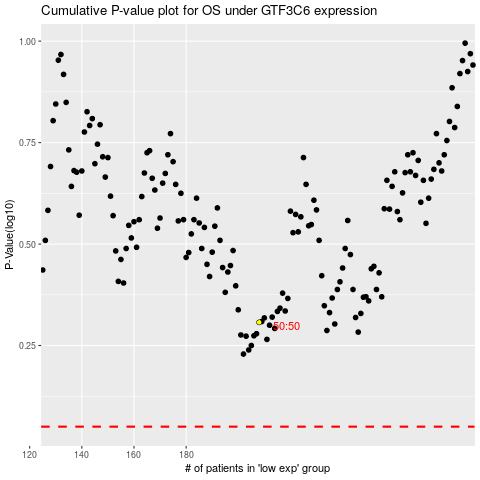 Cumulative P-value plot for OS under GTF3C6 expression
P-Value(log10)
1.00
0.75
0.50
0.25
50:50
120 140 160 180
# of patients in 'low exp' group